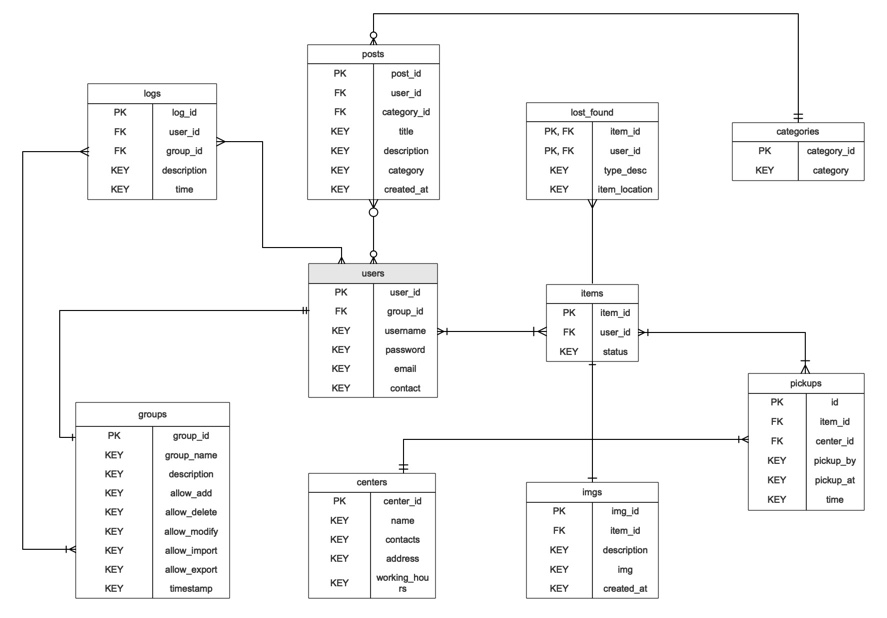 posts
PK post_id
FK user_id
FK category_id
KEY title
KEY description
KEY category
KEY created_at
logs
PK log_id
FK user_id
FK group_id
KEY description
KEY time
lost_found
PK, FK item_id
PK, FK user_id
KEY type_desc
KEY item_location
categories
PK category_id
KEY category
users
PK user_id
FK group_id
KEY username
KEY password
KEY email
KEY contact
items
PK item_id
FK user_id
KEY status
pickups
PK id
FK item_id
FK center_id
KEY pickup_by
KEY pickup_at
KEY time
groups
PK group_id
KEY group_name
KEY description
KEY allow_add
KEY allow_delete
KEY allow_modify
KEY allow_import
KEY allow_export
KEY timestamp
centers
PK center_id
KEY name
KEY contacts
KEY address
KEY working_hou
rs
imgs
PK img_id
FK item_id
KEY description
KEY img
KEY created_at